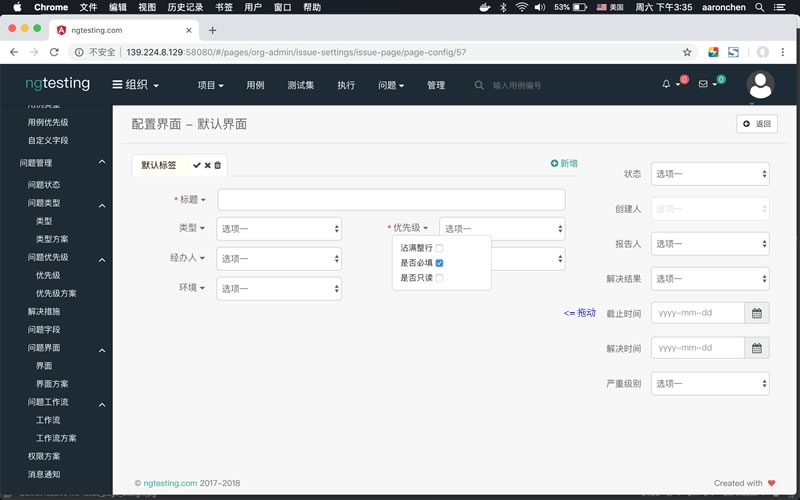 Chrome 文件 编辑 视图 历史记录 书签 用户 窗口 帮助 53% 美国 周六 下午3:35 aaronchen
ngtesting.com
不安全 139.224.8.129:58080/#/pages/org-admin/issue-settings/issue-page/page-config/57
ngtesting 组织 项目 用例 测试集 执行 问题 管理 输入用例编号 0 0
用例类型
用例优先级
自定义字段
问题管理
问题状态
问题类型
类型
类型方案
问题优先级
优先级
优先级方案
解决措施
问题字段
问题界面
界面
界面方案
问题工作流
工作流
工作流方案
权限方案
消息通知
配置界面 - 默认界面 返回
默认标签 新增
* 标题
类型 选项一 * 优先级 选项一
沾满整行
是否必填
是否只读
经办人 选项一
环境 选项一
<= 拖动
状态 选项一
创建人 选项一
报告人 选项一
解决结果 选项一
截止时间 yyyy-mm-dd
解决时间 yyyy-mm-dd
严重级别 选项一
© ngtesting.com 2017-2018 Created with